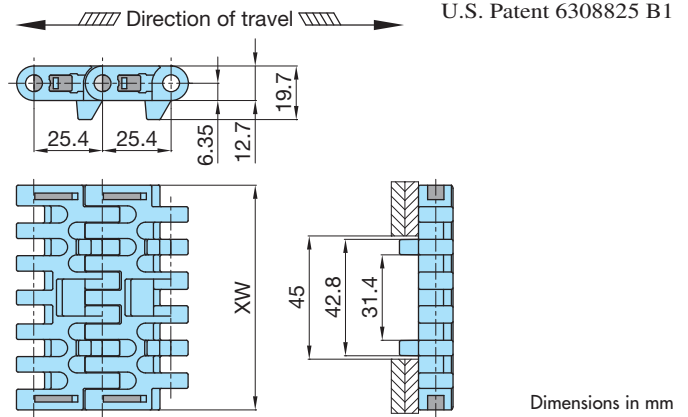 Direction of travel
U.S. Patent 6308825 B1
25.4
25.4
6.35
12.7
19.7
XW
45
42.8
31.4
Dimensions in mm